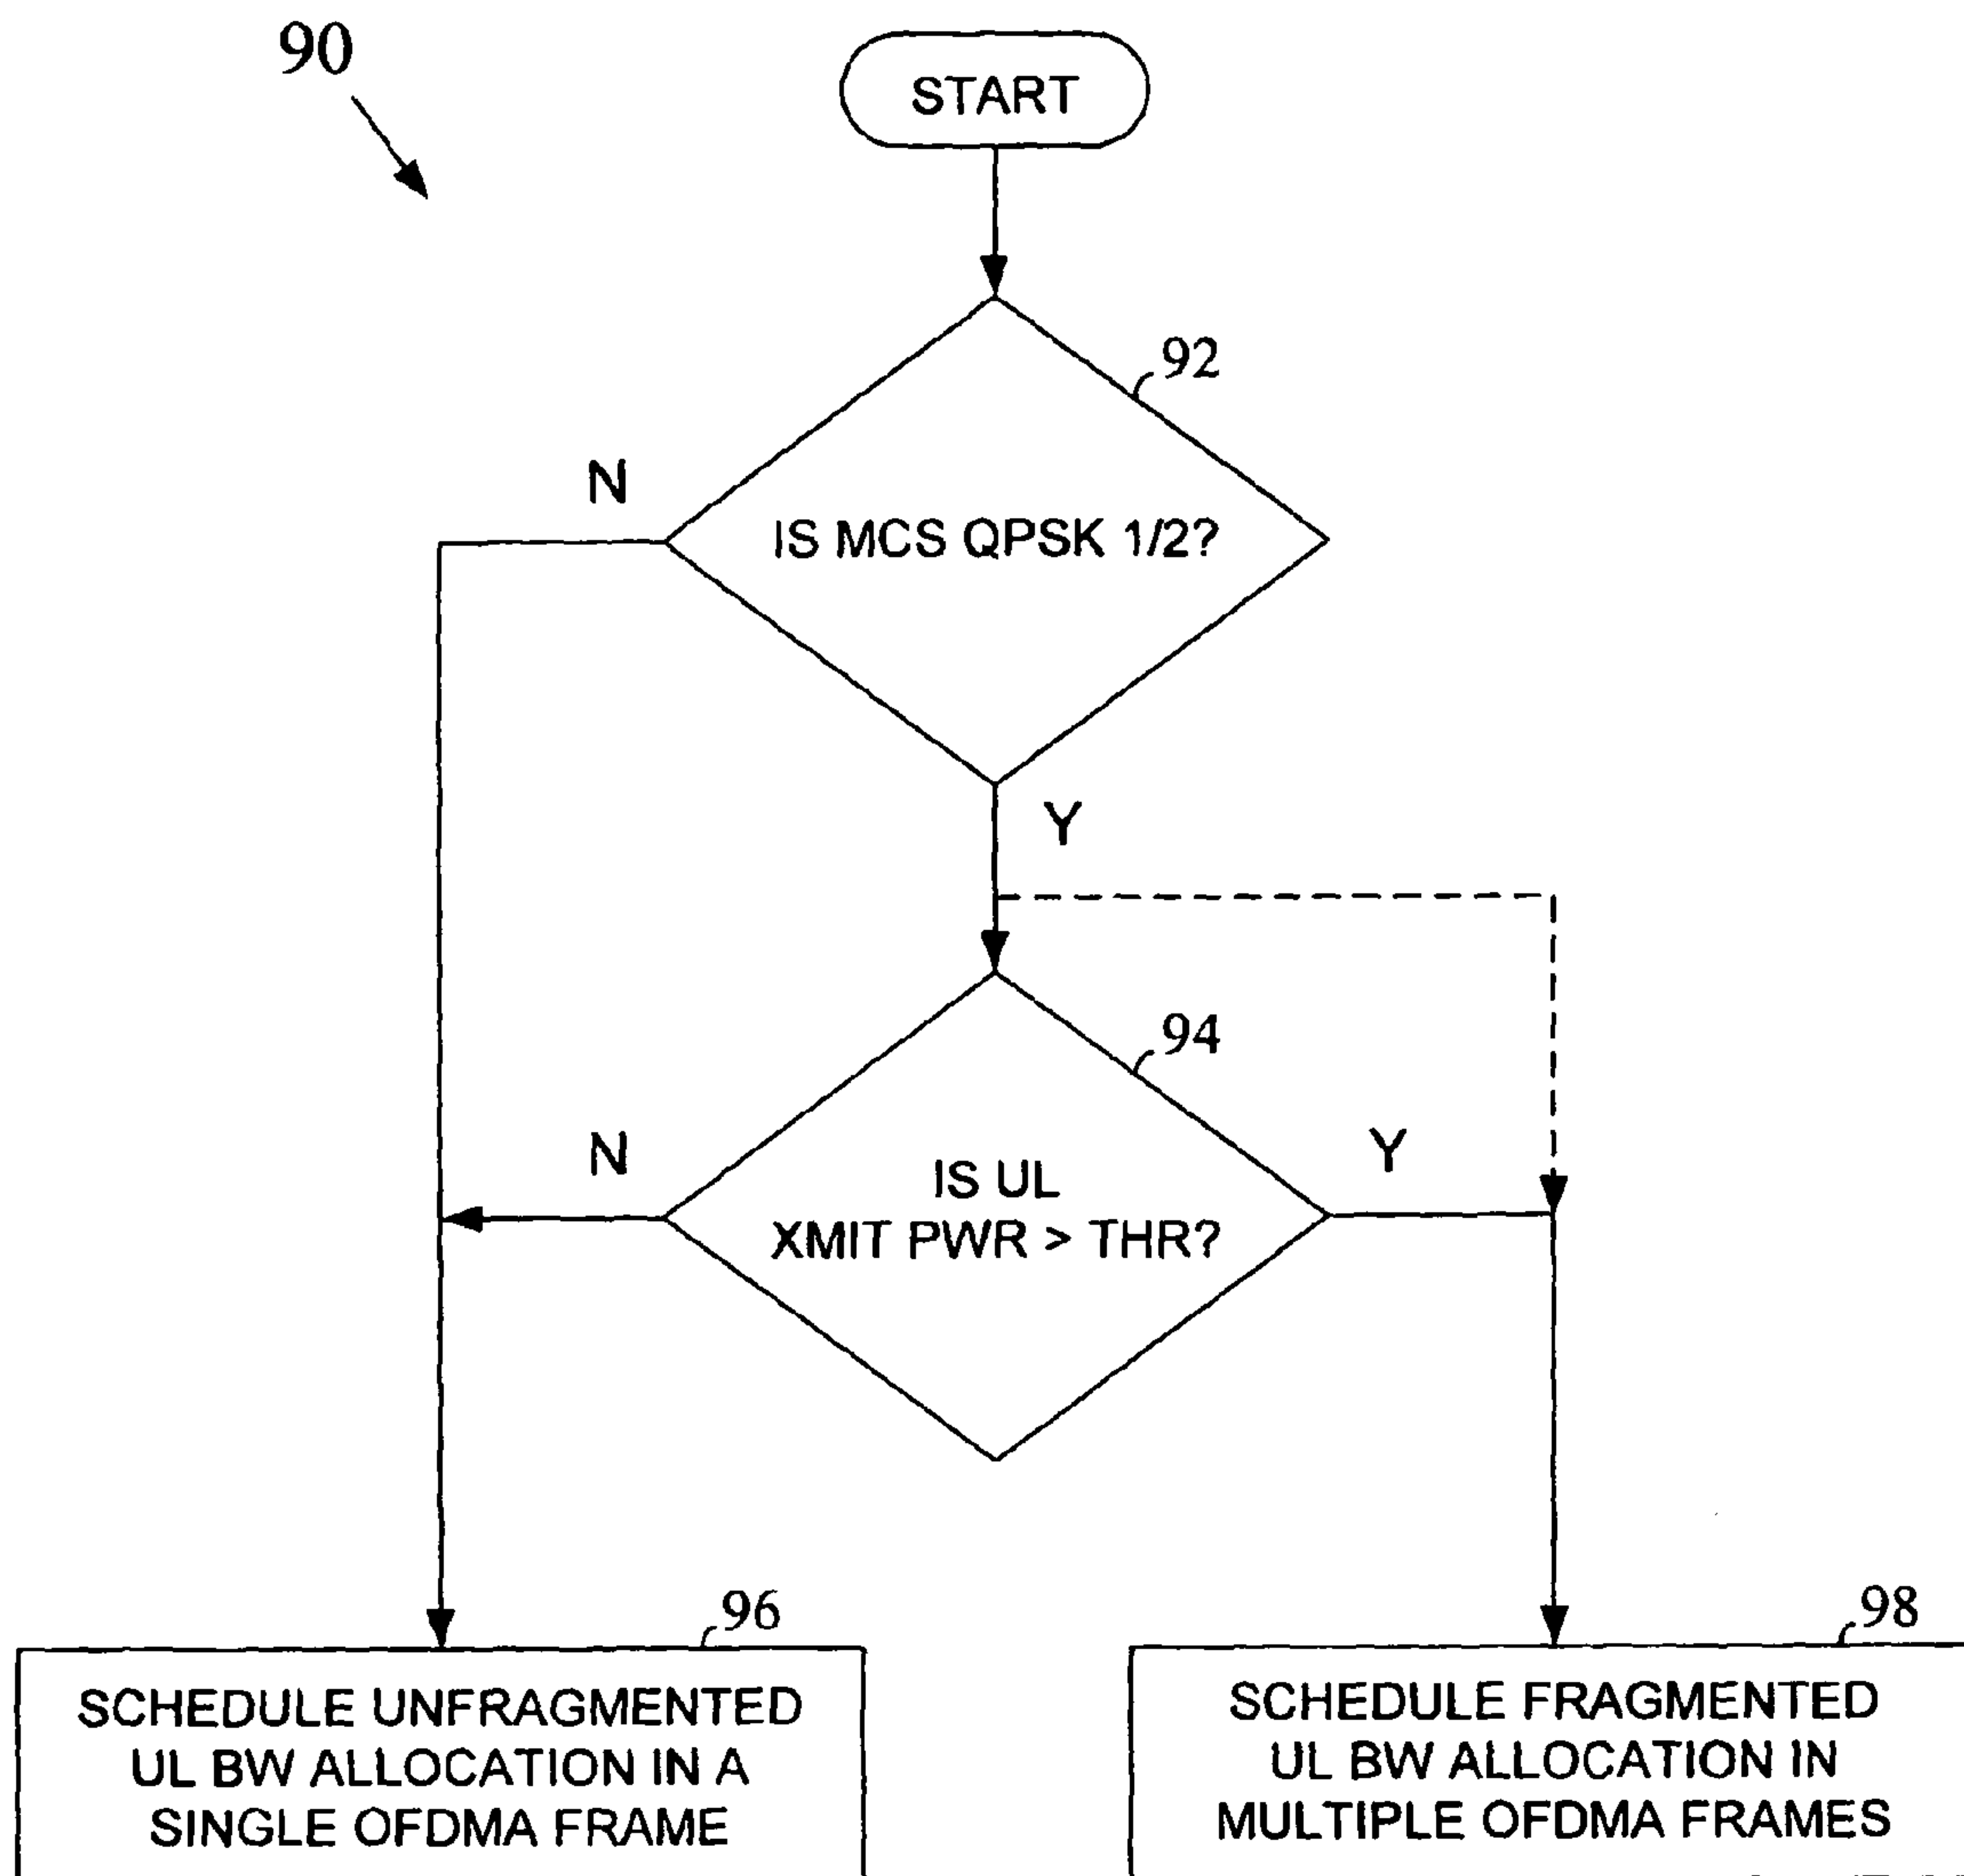 90
START
92
N
IS MCS QPSK 1/2?
Y
94
N
Y
IS UL
XMIT PWR > THR?
96
98
SCHEDULE UNFRAGMENTED
UL BW ALLOCATION IN A
SINGLE OFDMA FRAME
SCHEDULE FRAGMENTED
UL BW ALLOCATION IN
MULTIPLE OFDMA FRAMES